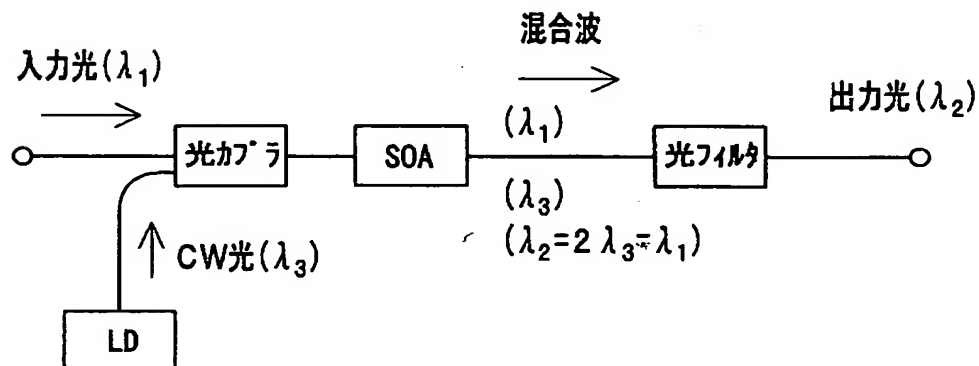 混合波
入力光(λ1)
出力光(λ2)
(λ1)
光カプラ
SOA
光フィルタ
(λ3)
(λ2=2λ3=λ1)
CW光(λ3)
LD